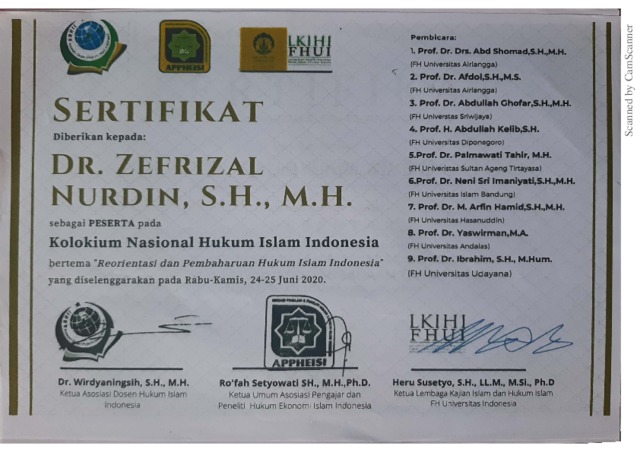 APPHEISI
LKIHI
FHUI
SERTIFIKAT
Diberikan kepada:
DR. ZEFRIZAL
NURDIN, S.H., M.H.
sebagai PESERTA pada
Kolokium Nasional Hukum Islam Indonesia
bertema "Reorientasi dan Pembaharuan Hukum Islam Indonesia"
yang diselenggarakan pada Rabu-Kamis, 24-25 Juni 2020.
Pembicara:
1. Prof. Dr. Drs. Abd Shomad,S.H.,M.H.
(FH Universitas Airlangga)
2. Prof. Dr. Afdol,S.H.,M.S.
(FH Universitas Airlangga)
3. Prof. Dr. Abdullah Ghofar,S.H.,M.H.
(FH Universtas Sriwijaya)
4. Prof. H. Abdullah Kelib,S.H.
(FH Universitas Diponegoro)
5.Prof. Dr. Palmawati Tahir, M.H.
(FH Univeristas Sultan Ageng Tirtayasa)
6.Prof. Dr. Neni Sri Imaniyati,S.H.,M.H.
(FH Universitas Islam Bandung)
7. Prof. Dr. M. Arfin Hamid,S.H.,M.H.
(FH Universitas Hasanuddin)
8. Prof. Dr. Yaswirman,M.A.
(FH Universitas Andalas)
9. Prof. Dr. Ibrahim, S.H., M.Hum.
(FH Universitas Udayana)
APPHEISI
LKIHI
FHUI
Dr. Wirdyaningsih, S.H., M.H.
Ketua Asosiasi Dosen Hukum Islam
Indonesia
Ro'fah Setyowati SH., M.H.,Ph.D.
Ketua Umum Asosiasi Pengajar dan
Peneliti Hukum Ekonomi Islam Indonesia
Heru Susetyo, S.H., LL.M., M.Si., Ph.D
Ketua Lembaga Kajian Islam dan Hukum Islam
FH Universitas Indonesia
Scanned by CamScanner